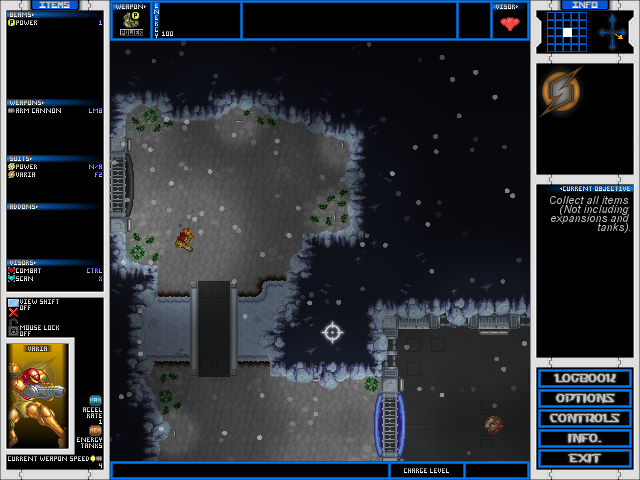 ITEMS
BEAMS
POWER 1
WEAPONS
ARM CANNON LMB
SUITS
POWER N/A
VARIA F2
ADDONS
VISORS
COMBAT CTRL
SCAN X
VIEW SHIFT
OFF
MOUSE LOCK
OFF
VARIA
ACCEL
RATE
1
ENERGY
TANKS
CURRENT WEAPON SPEED
4
WEAPON
P
POWER
ENERGY
100
VISOR
CHARGE LEVEL
INFO
CURRENT OBJECTIVE
Collect all items
(Not including
expansions and
tanks).
LOGBOOK
OPTIONS
CONTROLS
INFO.
EXIT